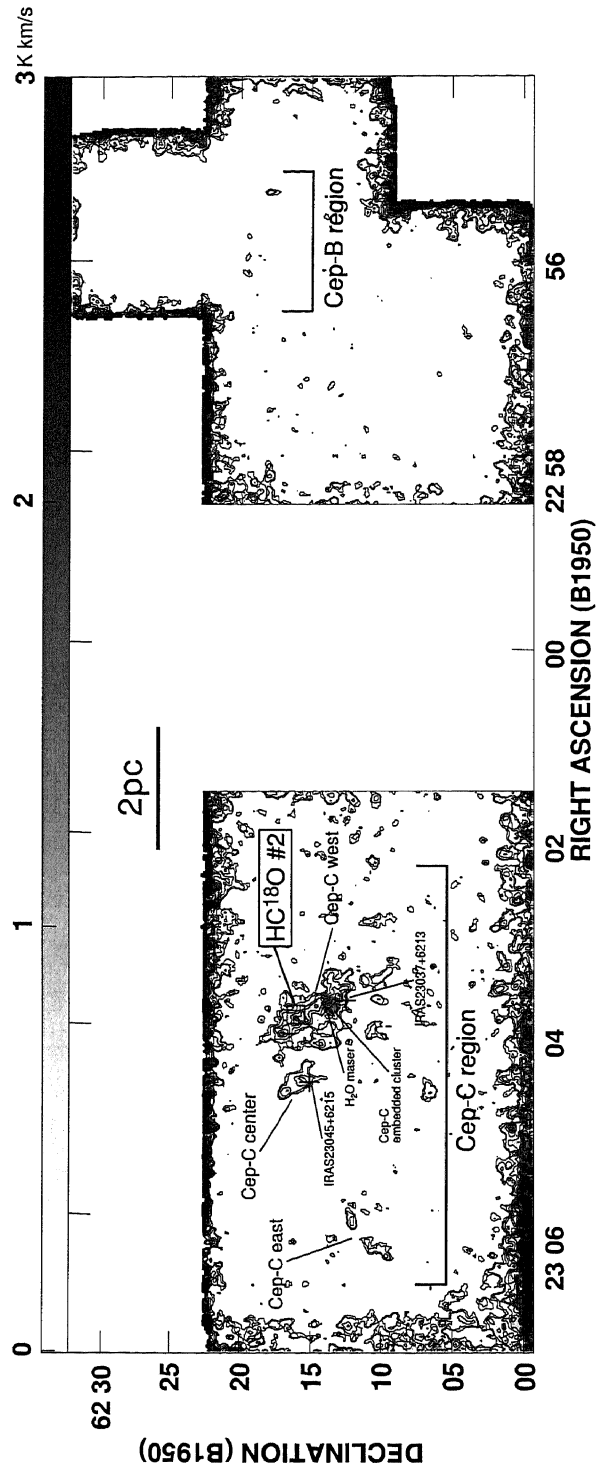 0 1 2 3 K km/s
2pc
HC18O #2
Cep-C center
Cep-C west
IRAS23045+6215
H2O maser
IRAS23037+6213
Cep-C
embedded cluster
Cep-C east
Cep-C region
Cep-B région
62 30
20
15
10
05
00
DECLINATION (B1950)
23 06 04 02 00 22 58 56
RIGHT ASCENSION (B1950)